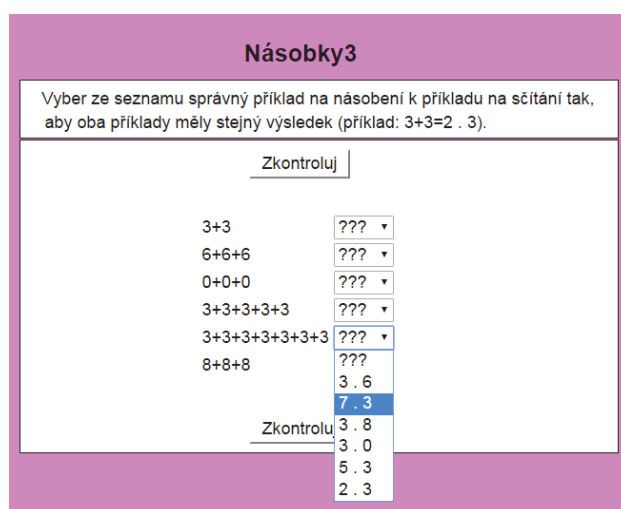 Násobky3
Vyber ze seznamu správný příklad na násobení k příkladu na sčítání tak,
aby oba příklady měly stejný výsledek (příklad: 3+3=2 . 3).
Zkontroluj
3+3 ???
6+6+6 ???
0+0+0 ???
3+3+3+3+3 ???
3+3+3+3+3+3+3 ???
8+8+8 ???
3 . 6
7 . 3
3 . 8
Zkontrolu
3 . 0
5 . 3
2 . 3